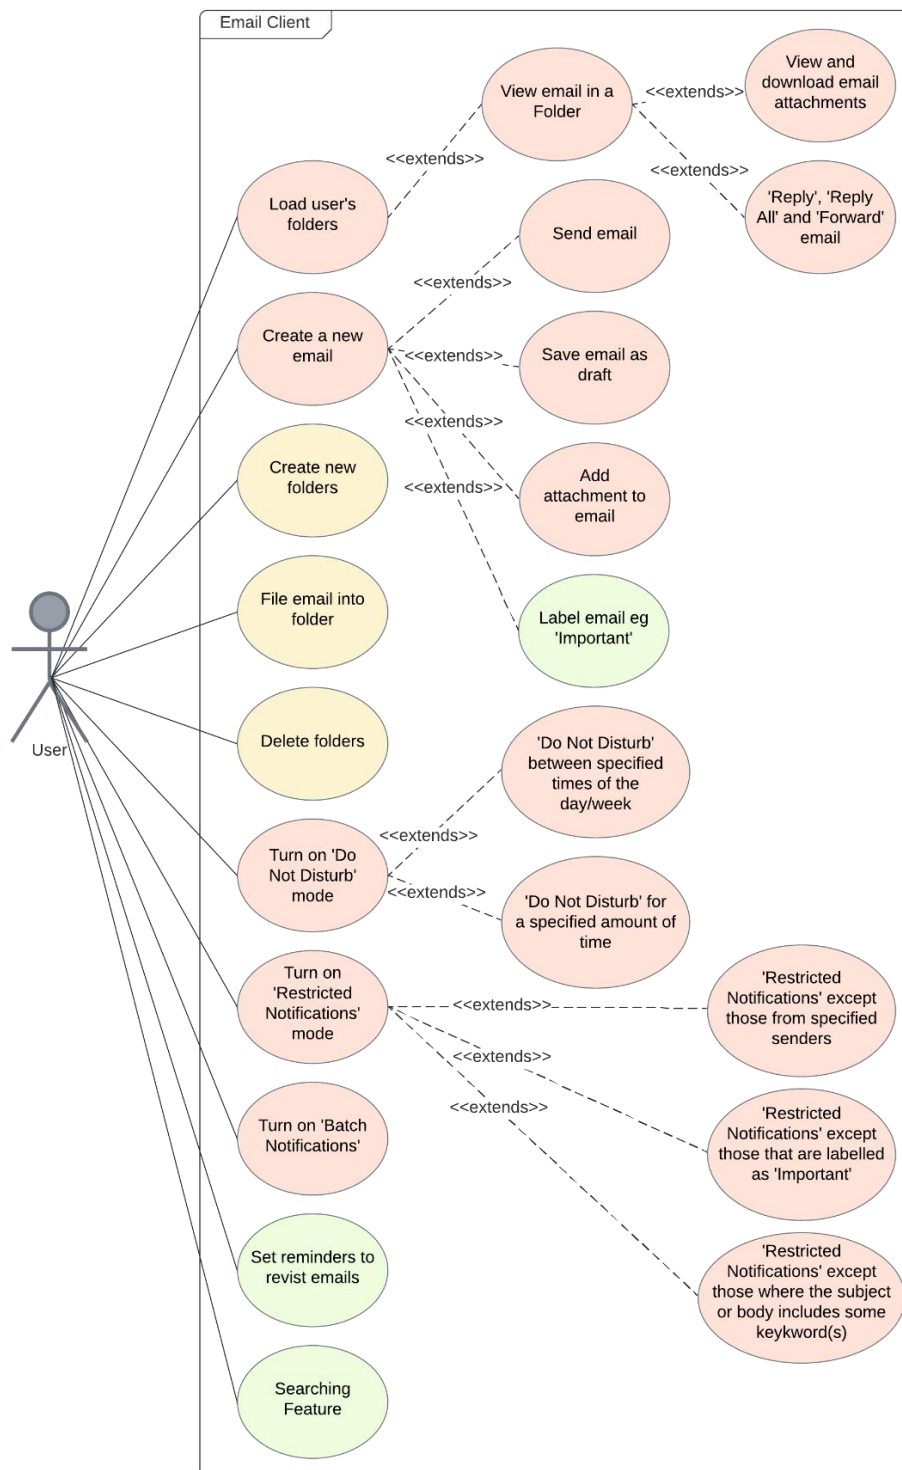 Email Client
View and
download email
attachments
View email in a
Folder
<<extends>>
<<extends>>
<<extends>>
'Reply', 'Reply
All' and 'Forward'
email
Load user's
folders
Send email
<<extends>>
Create a new
email
<<extends>>
Save email as
draft
<<extends>>
Create new
folders
<<extends>>
Add
attachment to
email
File email into
folder
Label email eg
'Important'
User
Delete folders
'Do Not Disturb'
between specified
times of the
day/week
<<extends>>
Turn on 'Do
Not Disturb'
mode
<<extends>>
'Do Not Disturb' for
a specified amount of
time
Turn on
'Restricted
Notifications'
mode
<<extends>>
'Restricted
Notifications' except
those from specified
senders
<<extends>>
<<extends>>
Turn on 'Batch
Notifications'
'Restricted
Notifications' except
those that are labelled
as 'Important'
Set reminders to
revist emails
'Restricted
Notifications' except
those where the subject
or body includes some
keykword(s)
Searching
Feature